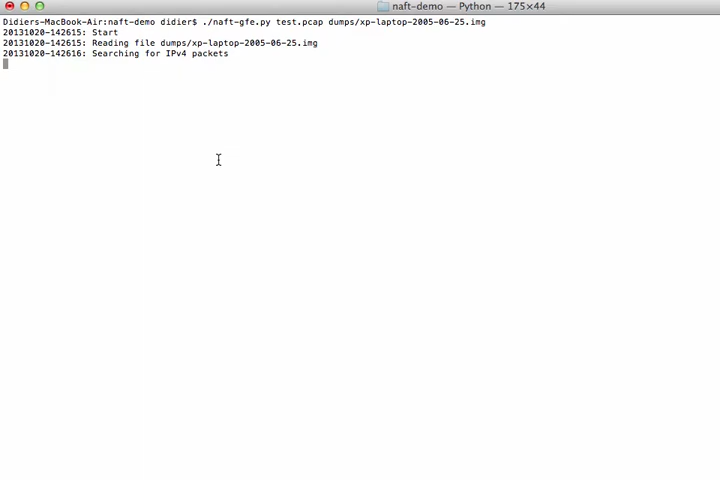 naft-demo — Python — 175×44
Didiers-MacBook-Air:naft-demo didier$ ./naft-gfe.py test.pcap dumps/xp-laptop-2005-06-25.img
20131020-142615: Start
20131020-142615: Reading file dumps/xp-laptop-2005-06-25.img
20131020-142616: Searching for IPv4 packets